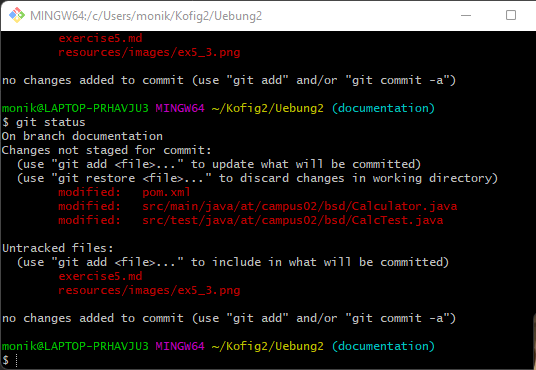 MINGW64:/c/Users/monik/Kofig2/Uebung2
exercise5.md
resources/images/ex5_3.png
no changes added to commit (use "git add" and/or "git commit -a")
monik@LAPTOP-PRHAVJU3 MINGW64 ~/Kofig2/Uebung2 (documentation)
$ git status
On branch documentation
Changes not staged for commit:
  (use "git add <file>..." to update what will be committed)
  (use "git restore <file>..." to discard changes in working directory)
        modified:   pom.xml
        modified:   src/main/java/at/campus02/bsd/Calculator.java
        modified:   src/test/java/at/campus02/bsd/CalcTest.java
Untracked files:
  (use "git add <file>..." to include in what will be committed)
        exercise5.md
        resources/images/ex5_3.png
no changes added to commit (use "git add" and/or "git commit -a")
monik@LAPTOP-PRHAVJU3 MINGW64 ~/Kofig2/Uebung2 (documentation)
$